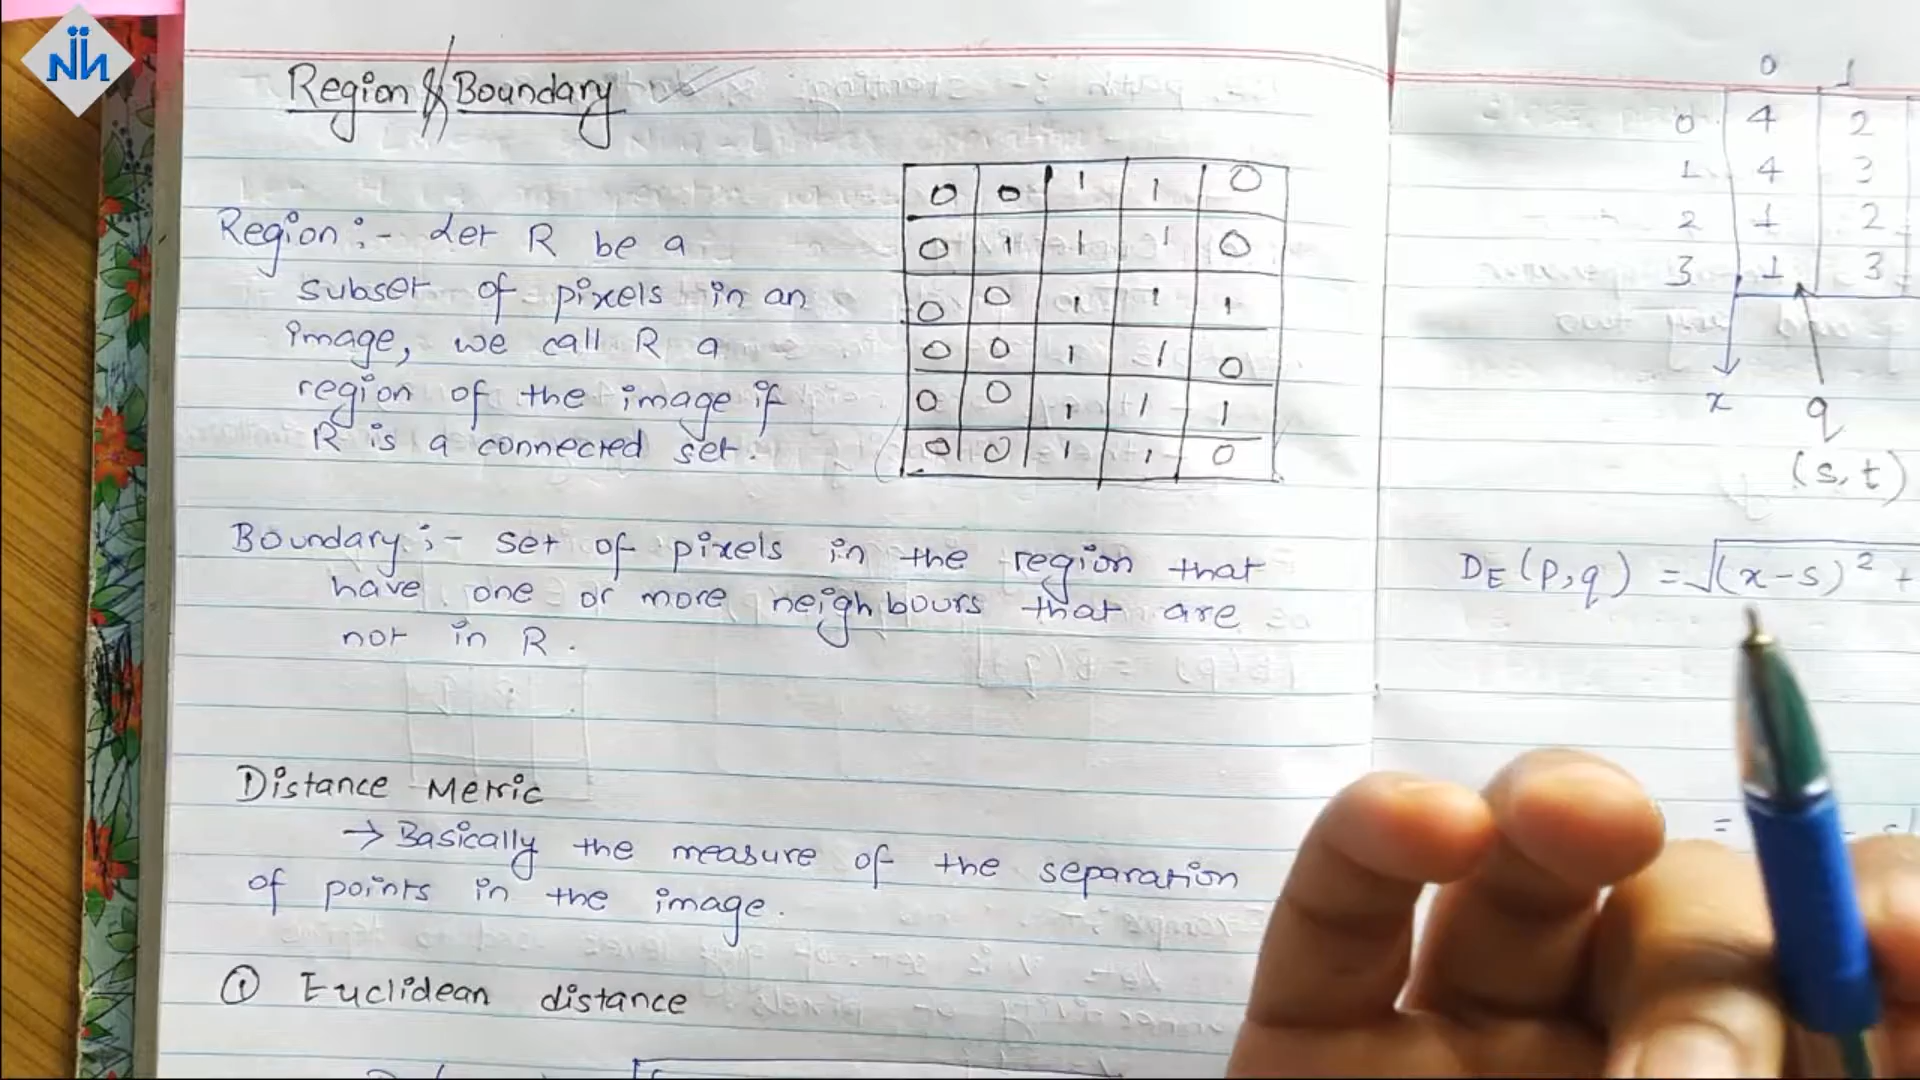 Region & Boundary
Region :- Let R be a
subset of pixels in an
image, we call R a
region of the image if
R is a connected set.
0 0 1 1 0
0 1 1 1 0
0 0 1 1 1
0 0 1 1 0
0 0 1 1 1
0 0 1 1 0
Boundary :- set of pixels in the region that
have one or more neighbours that are
not in R.
Distance Metric
→ Basically the measure of the separation
of points in the image.
① Euclidean distance
0 1
0 4 2
1 4 3
2 1 2
3 1 3
x q
(s,t)
DE (p,q) = √(x-s)² +